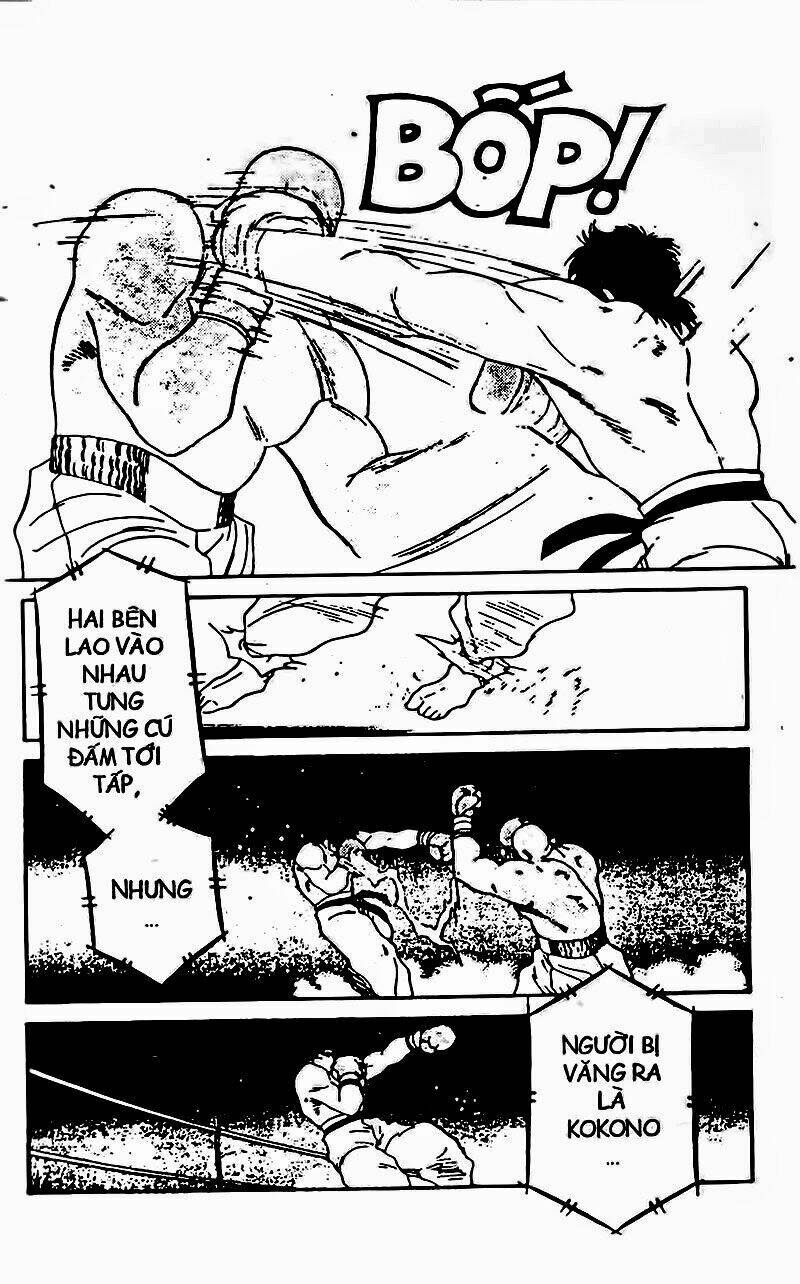 BỐP!
HAI BÊN
LAO VÀO
NHAU
TUNG
NHỮNG CÚ
ĐẤM TỚI
TẤP,
...
NHƯNG
...
NGƯỜI BỊ
VĂNG RA
LÀ
KOKONO
...